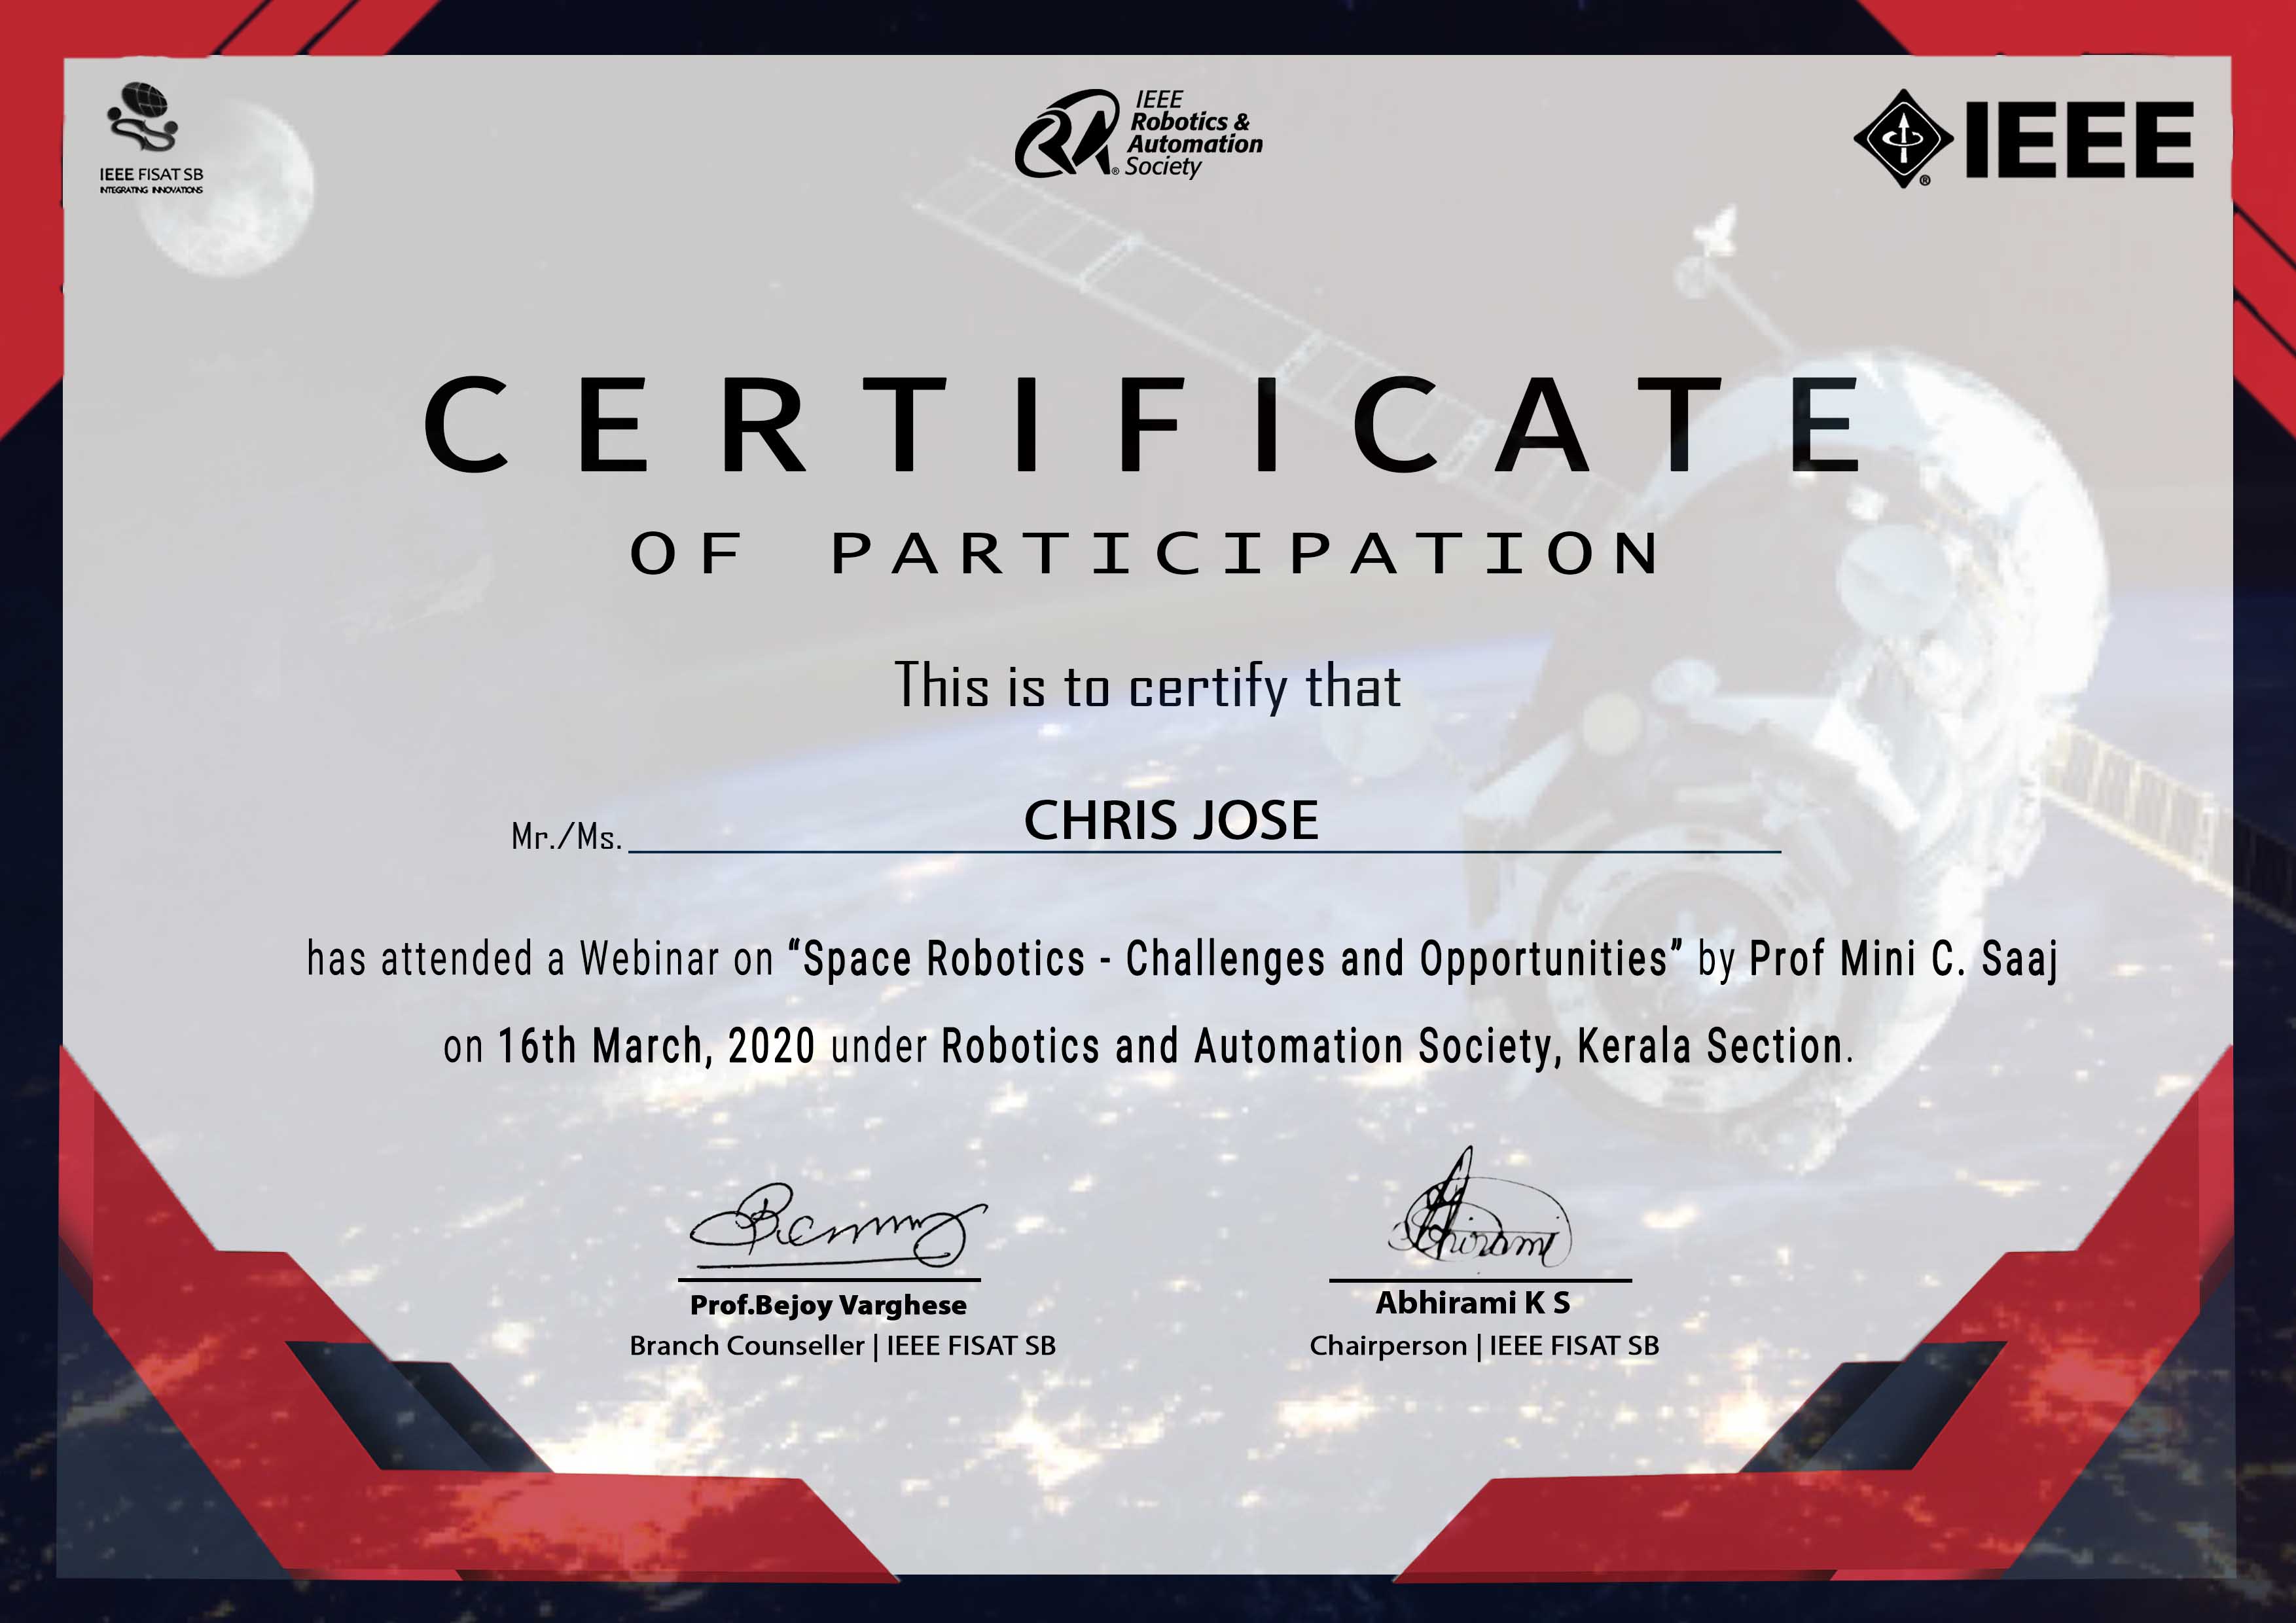 IEEE FISAT SB
INTEGRATING INNOVATIONS
IEEE
Robotics &
Automation
Society
®
IEEE
®
CERTIFICATE
OF PARTICIPATION
This is to certify that
Mr./Ms. CHRIS JOSE
has attended a Webinar on “Space Robotics - Challenges and Opportunities” by Prof Mini C. Saaj
on 16th March, 2020 under Robotics and Automation Society, Kerala Section.
Abhirami
Prof.Bejoy Varghese
Abhirami K S
Branch Counseller | IEEE FISAT SB
Chairperson | IEEE FISAT SB